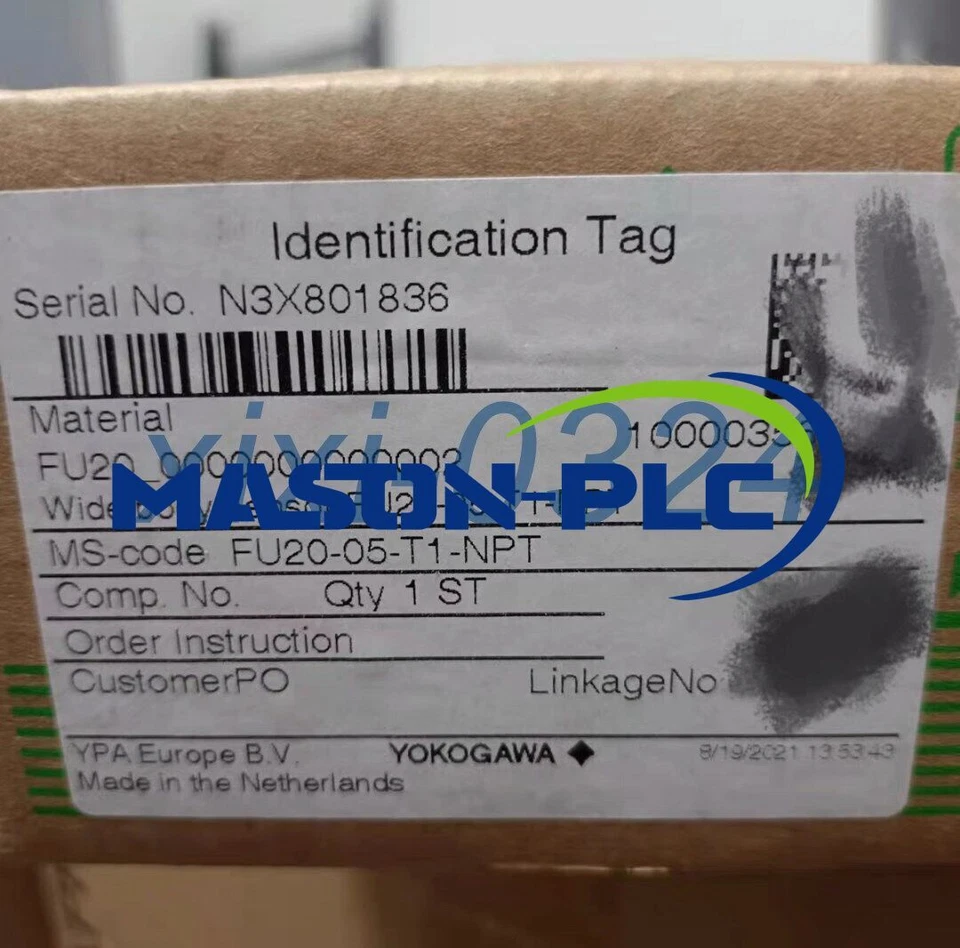 Identification Tag
Serial No. N3X801836
Material
yixi_0324
MASON-PLC
MS-code FU20-05-T1-NPT
Comp. No. Qty 1 ST
Order Instruction
CustomerPO LinkageNo
YPA Europe B.V. YOKOGAWA 8/19/2021 13:53:43
Made in the Netherlands